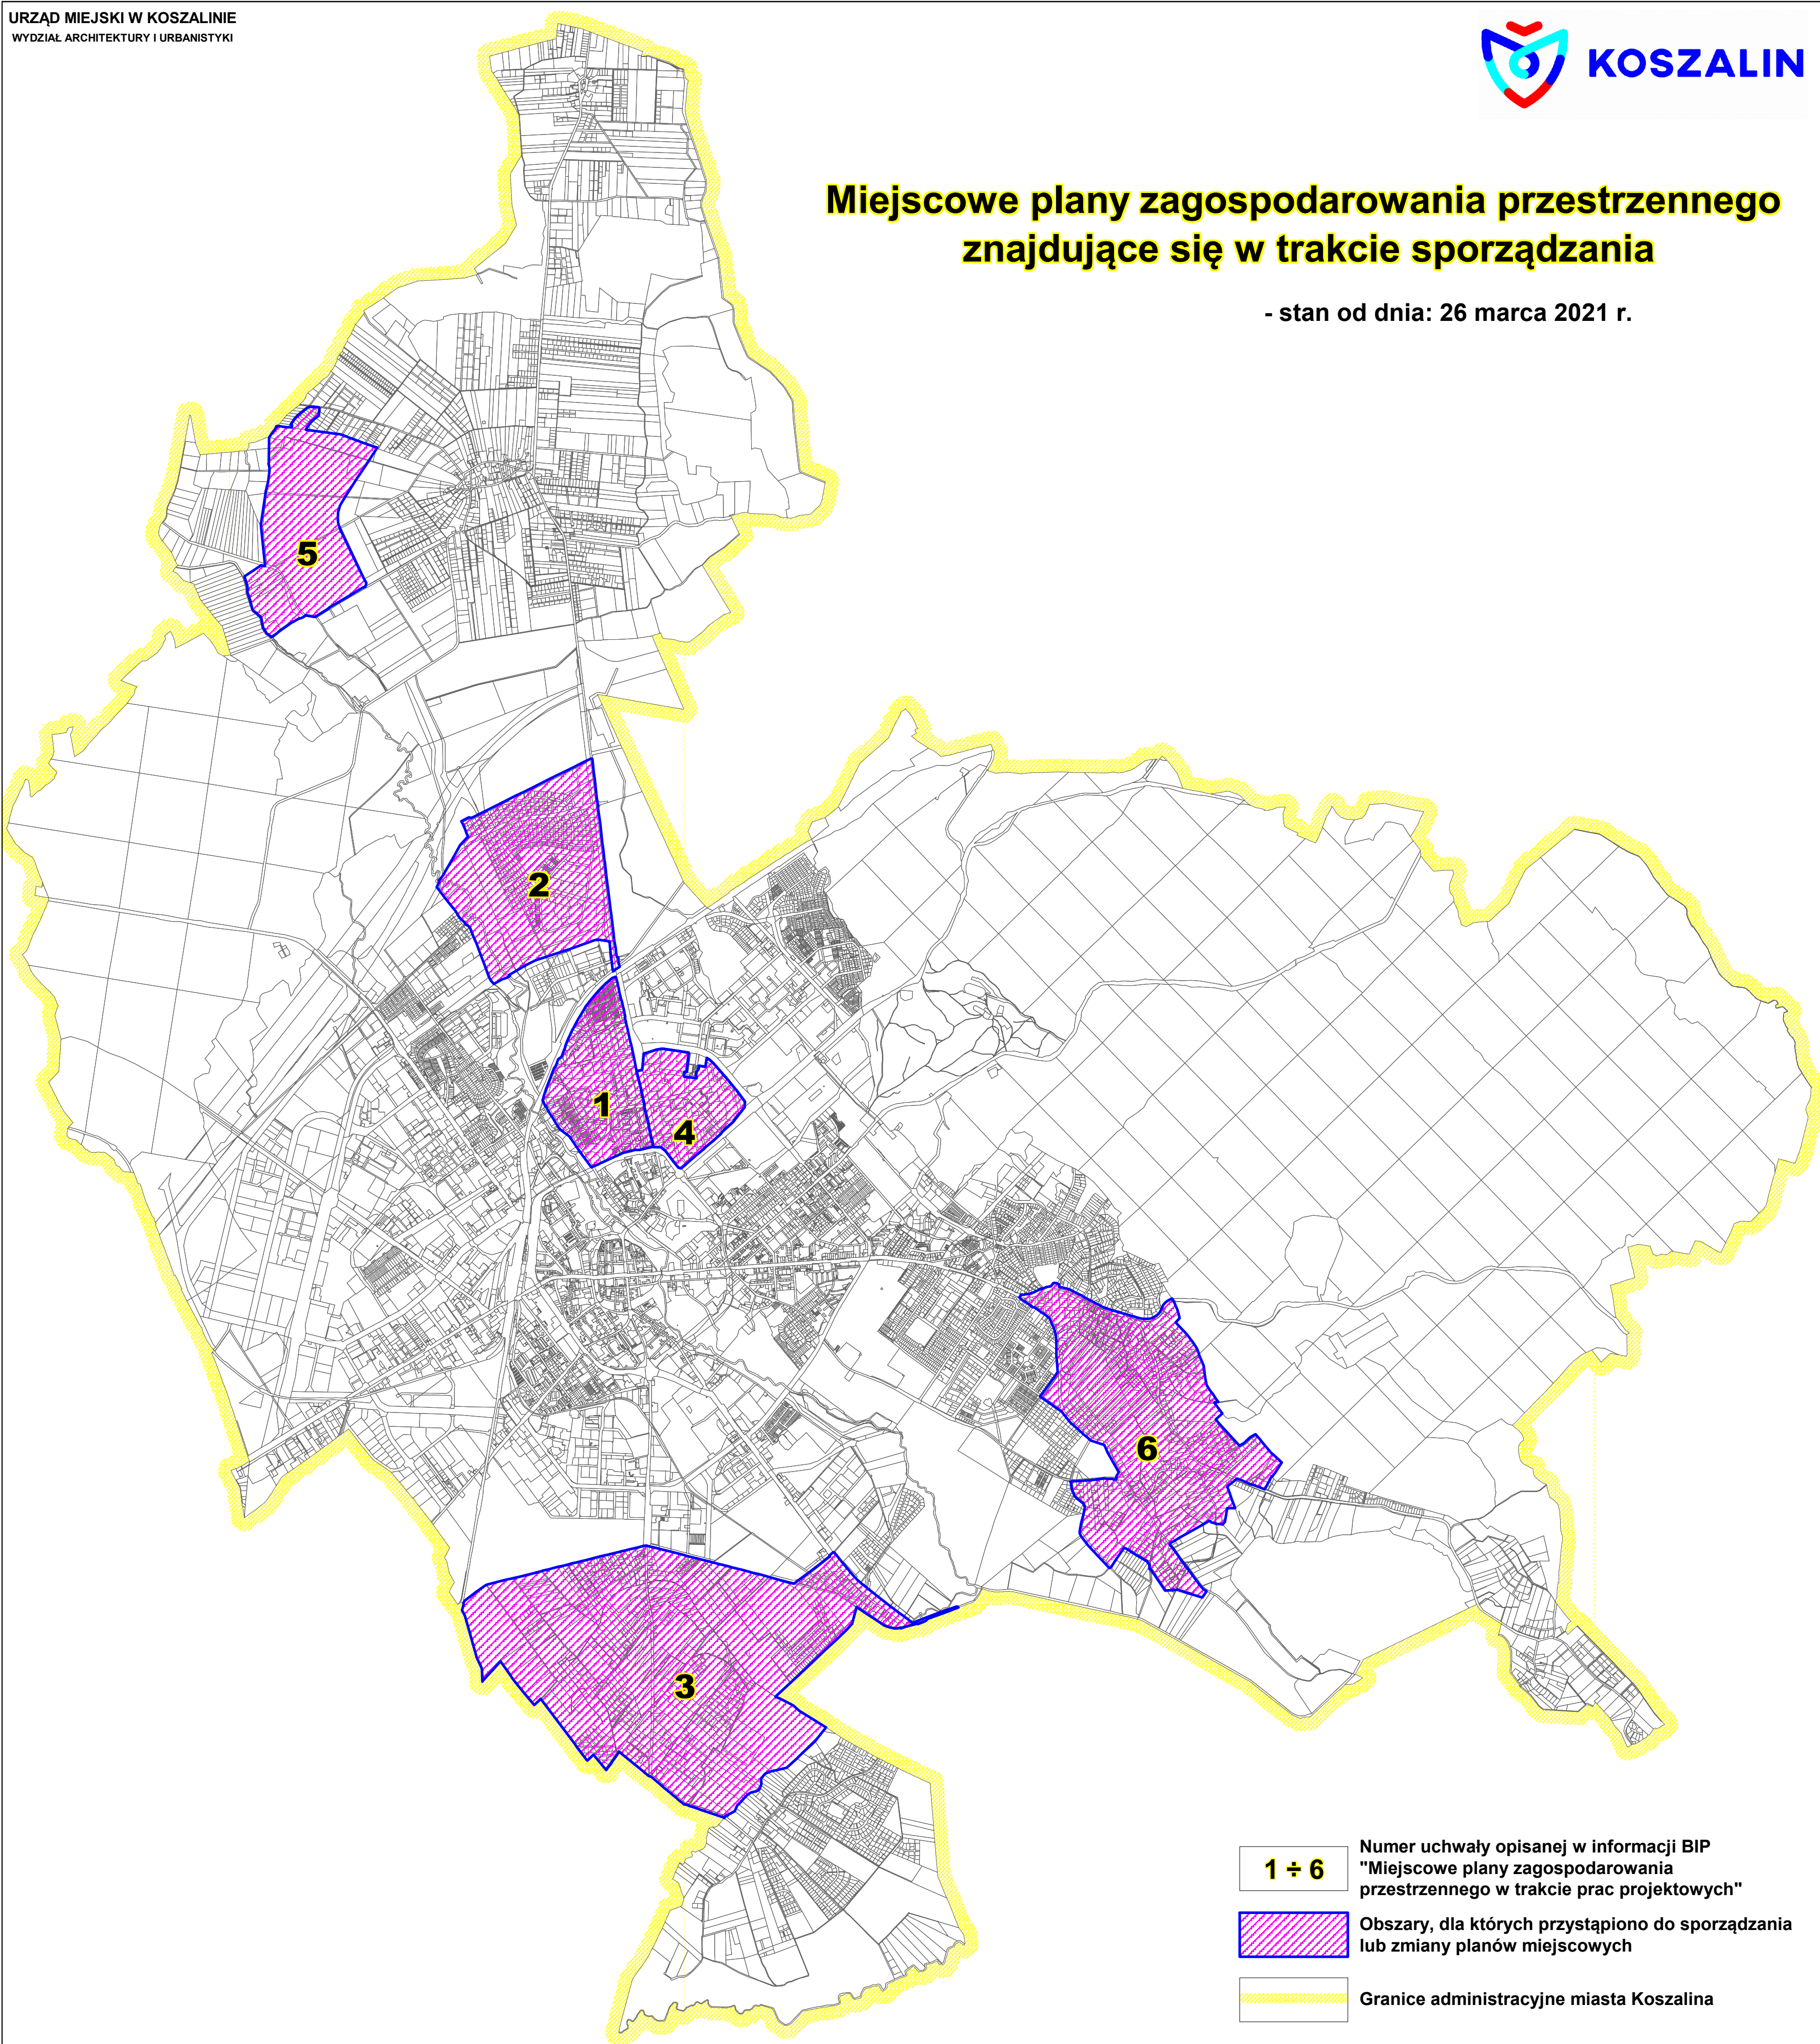 URZĄD MIEJSKI W KOSZALINIE
WYDZIAŁ ARCHITEKTURY I URBANISTYKI
KOSZALIN
Miejscowe plany zagospodarowania przestrzennego
znajdujące się w trakcie sporządzania
- stan od dnia: 26 marca 2021 r.
5
2
1
4
6
3
1 ÷ 6
Numer uchwały opisanej w informacji BIP
"Miejscowe plany zagospodarowania
przestrzennego w trakcie prac projektowych"
Obszary, dla których przystąpiono do sporządzania
lub zmiany planów miejscowych
Granice administracyjne miasta Koszalina